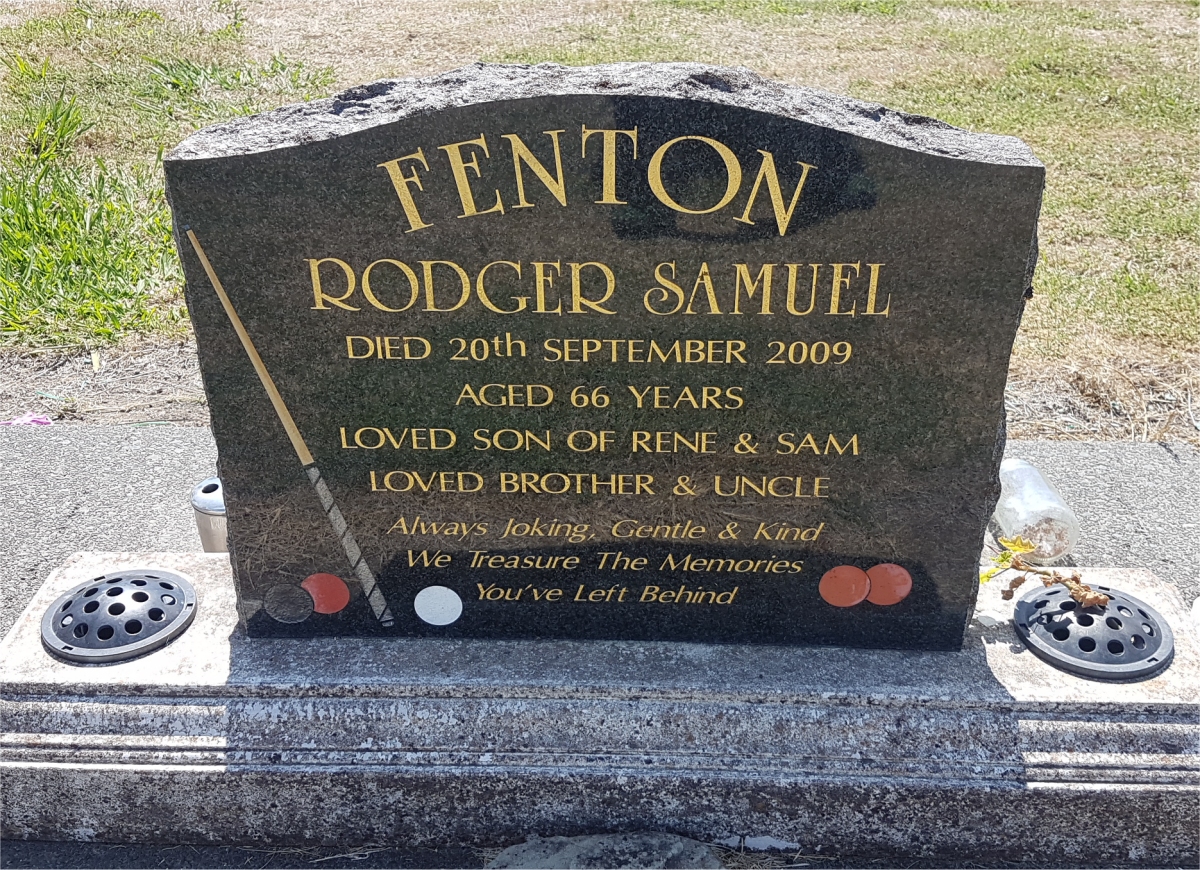 FENTON
RODGER SAMUEL
DIED 20th SEPTEMBER 2009
AGED 66 YEARS
LOVED SON OF RENE & SAM
LOVED BROTHER & UNCLE
Always Joking, Gentle & Kind
We Treasure The Memories
You've Left Behind